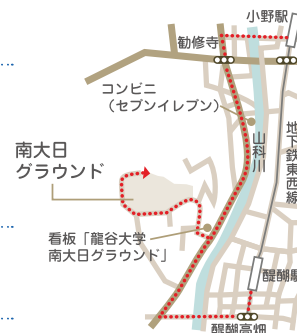 小野駅
勧修寺
コンビニ
（セブンイレブン）
山科川
地下鉄東西線
南大日
グラウンド
看板「龍谷大学
南大日グラウンド」
醍醐駅
醍醐高畑